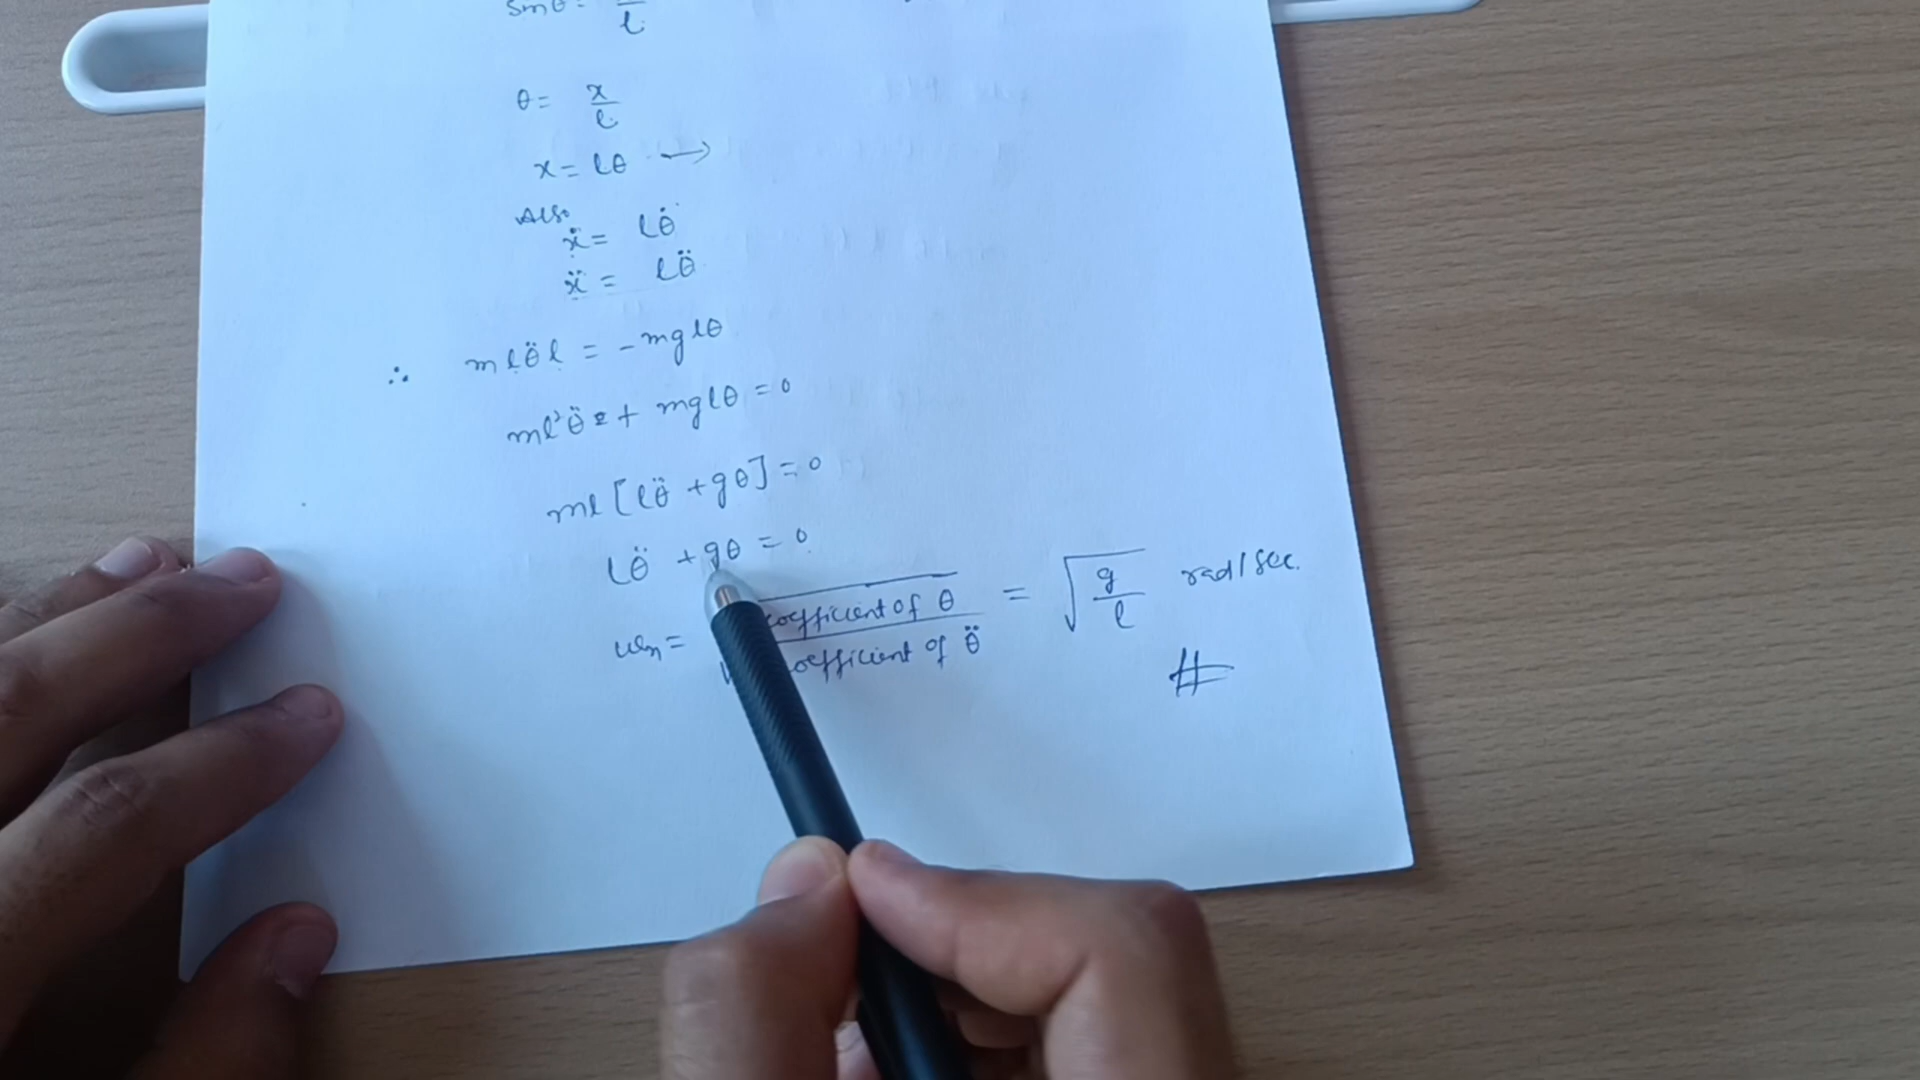 Sinθ = x/l
θ = x/l
x = lθ →
Also
ẋ = lθ̇
ẍ = lθ̈
∴ mlθ̈l = -mglθ
ml²θ̈ + mglθ = 0
ml[lθ̈ + gθ] = 0
lθ̈ + gθ = 0
ωn = √(coefficient of θ / coefficient of θ̈) = √(g/l) rad/sec.
#